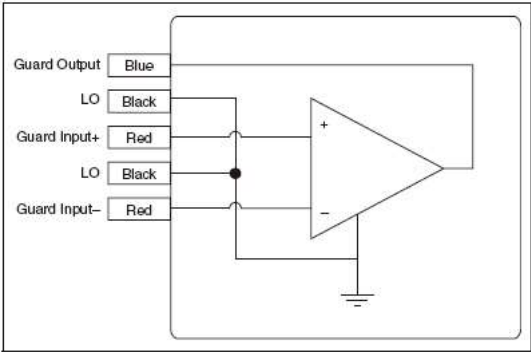 Guard Output Blue
LO Black
Guard Input+ Red
+
LO Black
Guard Input– Red
–